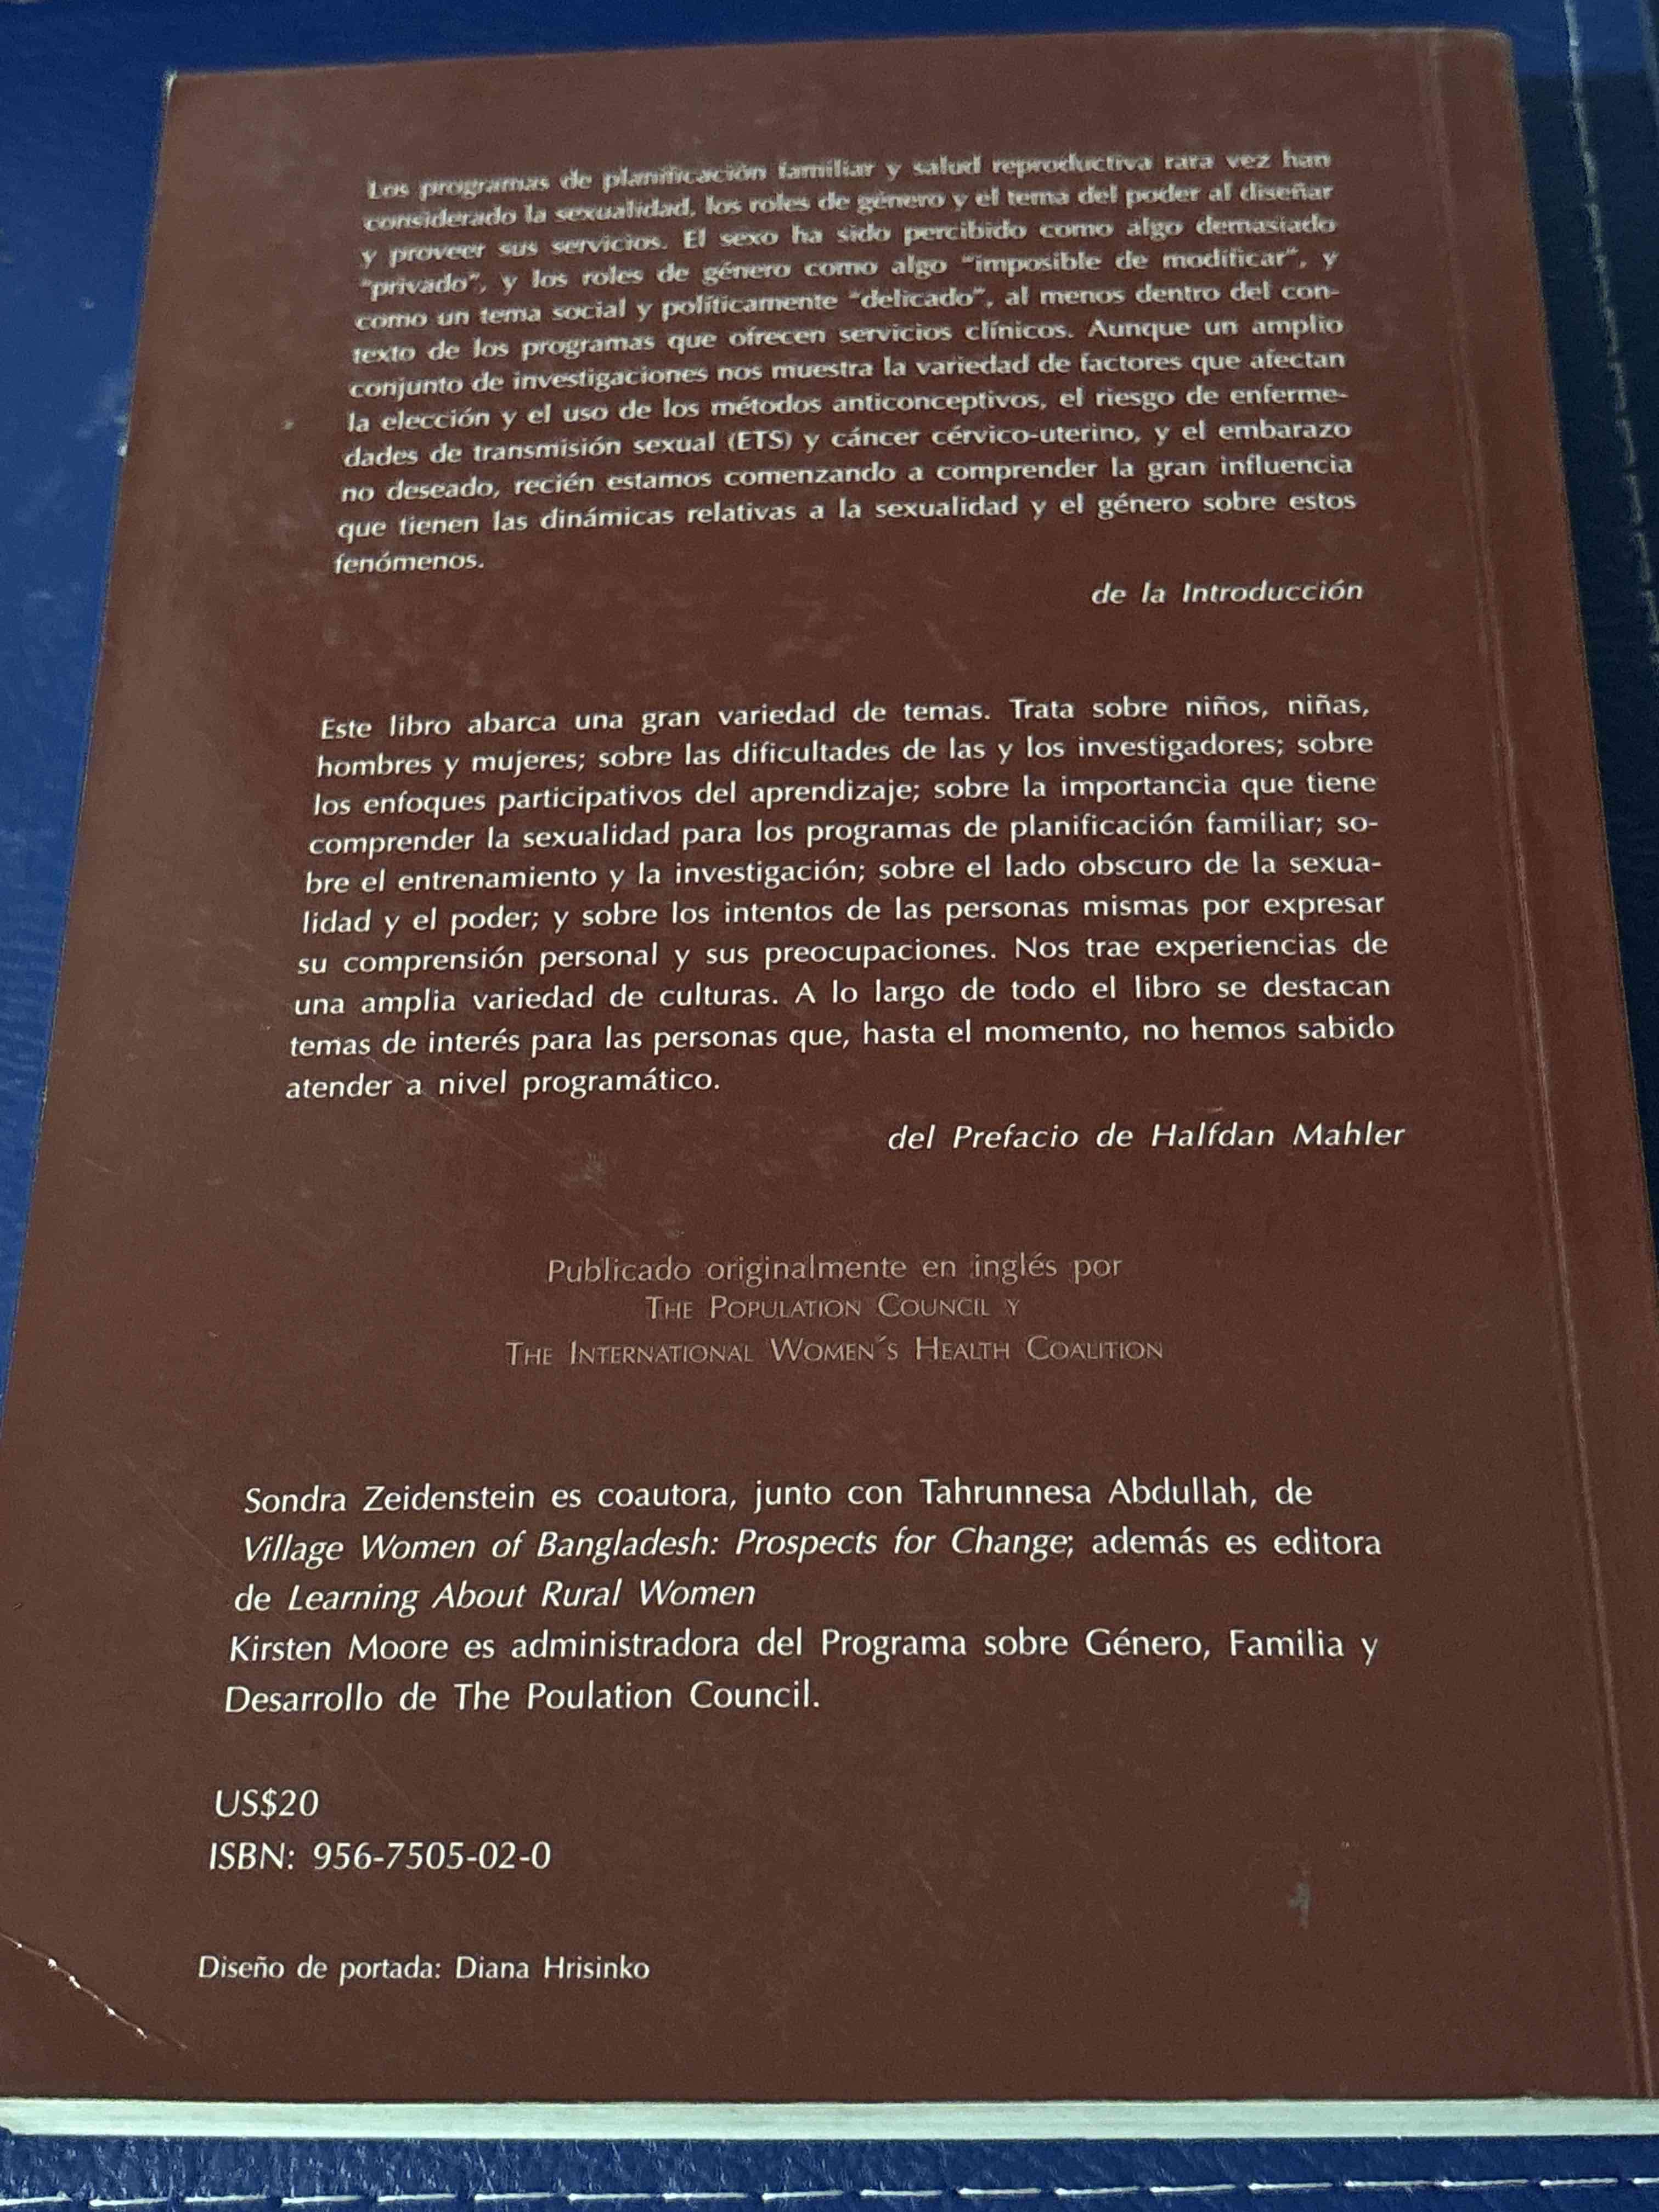 Los programas de planificación familiar y salud reproductiva rara vez han
considerado la sexualidad, los roles de género y el tema del poder al diseñar
y proveer sus servicios. El sexo ha sido percibido como algo demasiado
"privado", y los roles de género como algo "imposible de modificar", y
como un tema social y políticamente "delicado", al menos dentro del con-
texto de los programas que ofrecen servicios clínicos. Aunque un amplio
conjunto de investigaciones nos muestra la variedad de factores que afectan
la elección y el uso de los métodos anticonceptivos, el riesgo de enferme-
dades de transmisión sexual (ETS) y cáncer cérvico-uterino, y el embarazo
no deseado, recién estamos comenzando a comprender la gran influencia
que tienen las dinámicas relativas a la sexualidad y el género sobre estos
fenómenos.
de la Introducción
Este libro abarca una gran variedad de temas. Trata sobre niños, niñas,
hombres y mujeres; sobre las dificultades de las y los investigadores; sobre
los enfoques participativos del aprendizaje; sobre la importancia que tiene
comprender la sexualidad para los programas de planificación familiar; so-
bre el entrenamiento y la investigación; sobre el lado obscuro de la sexua-
lidad y el poder; y sobre los intentos de las personas mismas por expresar
su comprensión personal y sus preocupaciones. Nos trae experiencias de
una amplia variedad de culturas. A lo largo de todo el libro se destacan
temas de interés para las personas que, hasta el momento, no hemos sabido
atender a nivel programático.
del Prefacio de Halfdan Mahler
Publicado originalmente en inglés por
THE POPULATION COUNCIL Y
THE INTERNATIONAL WOMEN´S HEALTH COALITION
Sondra Zeidenstein es coautora, junto con Tahrunnesa Abdullah, de
Village Women of Bangladesh: Prospects for Change; además es editora
de Learning About Rural Women
Kirsten Moore es administradora del Programa sobre Género, Familia y
Desarrollo de The Poulation Council.
US$20
ISBN: 956-7505-02-0
Diseño de portada: Diana Hrisinko